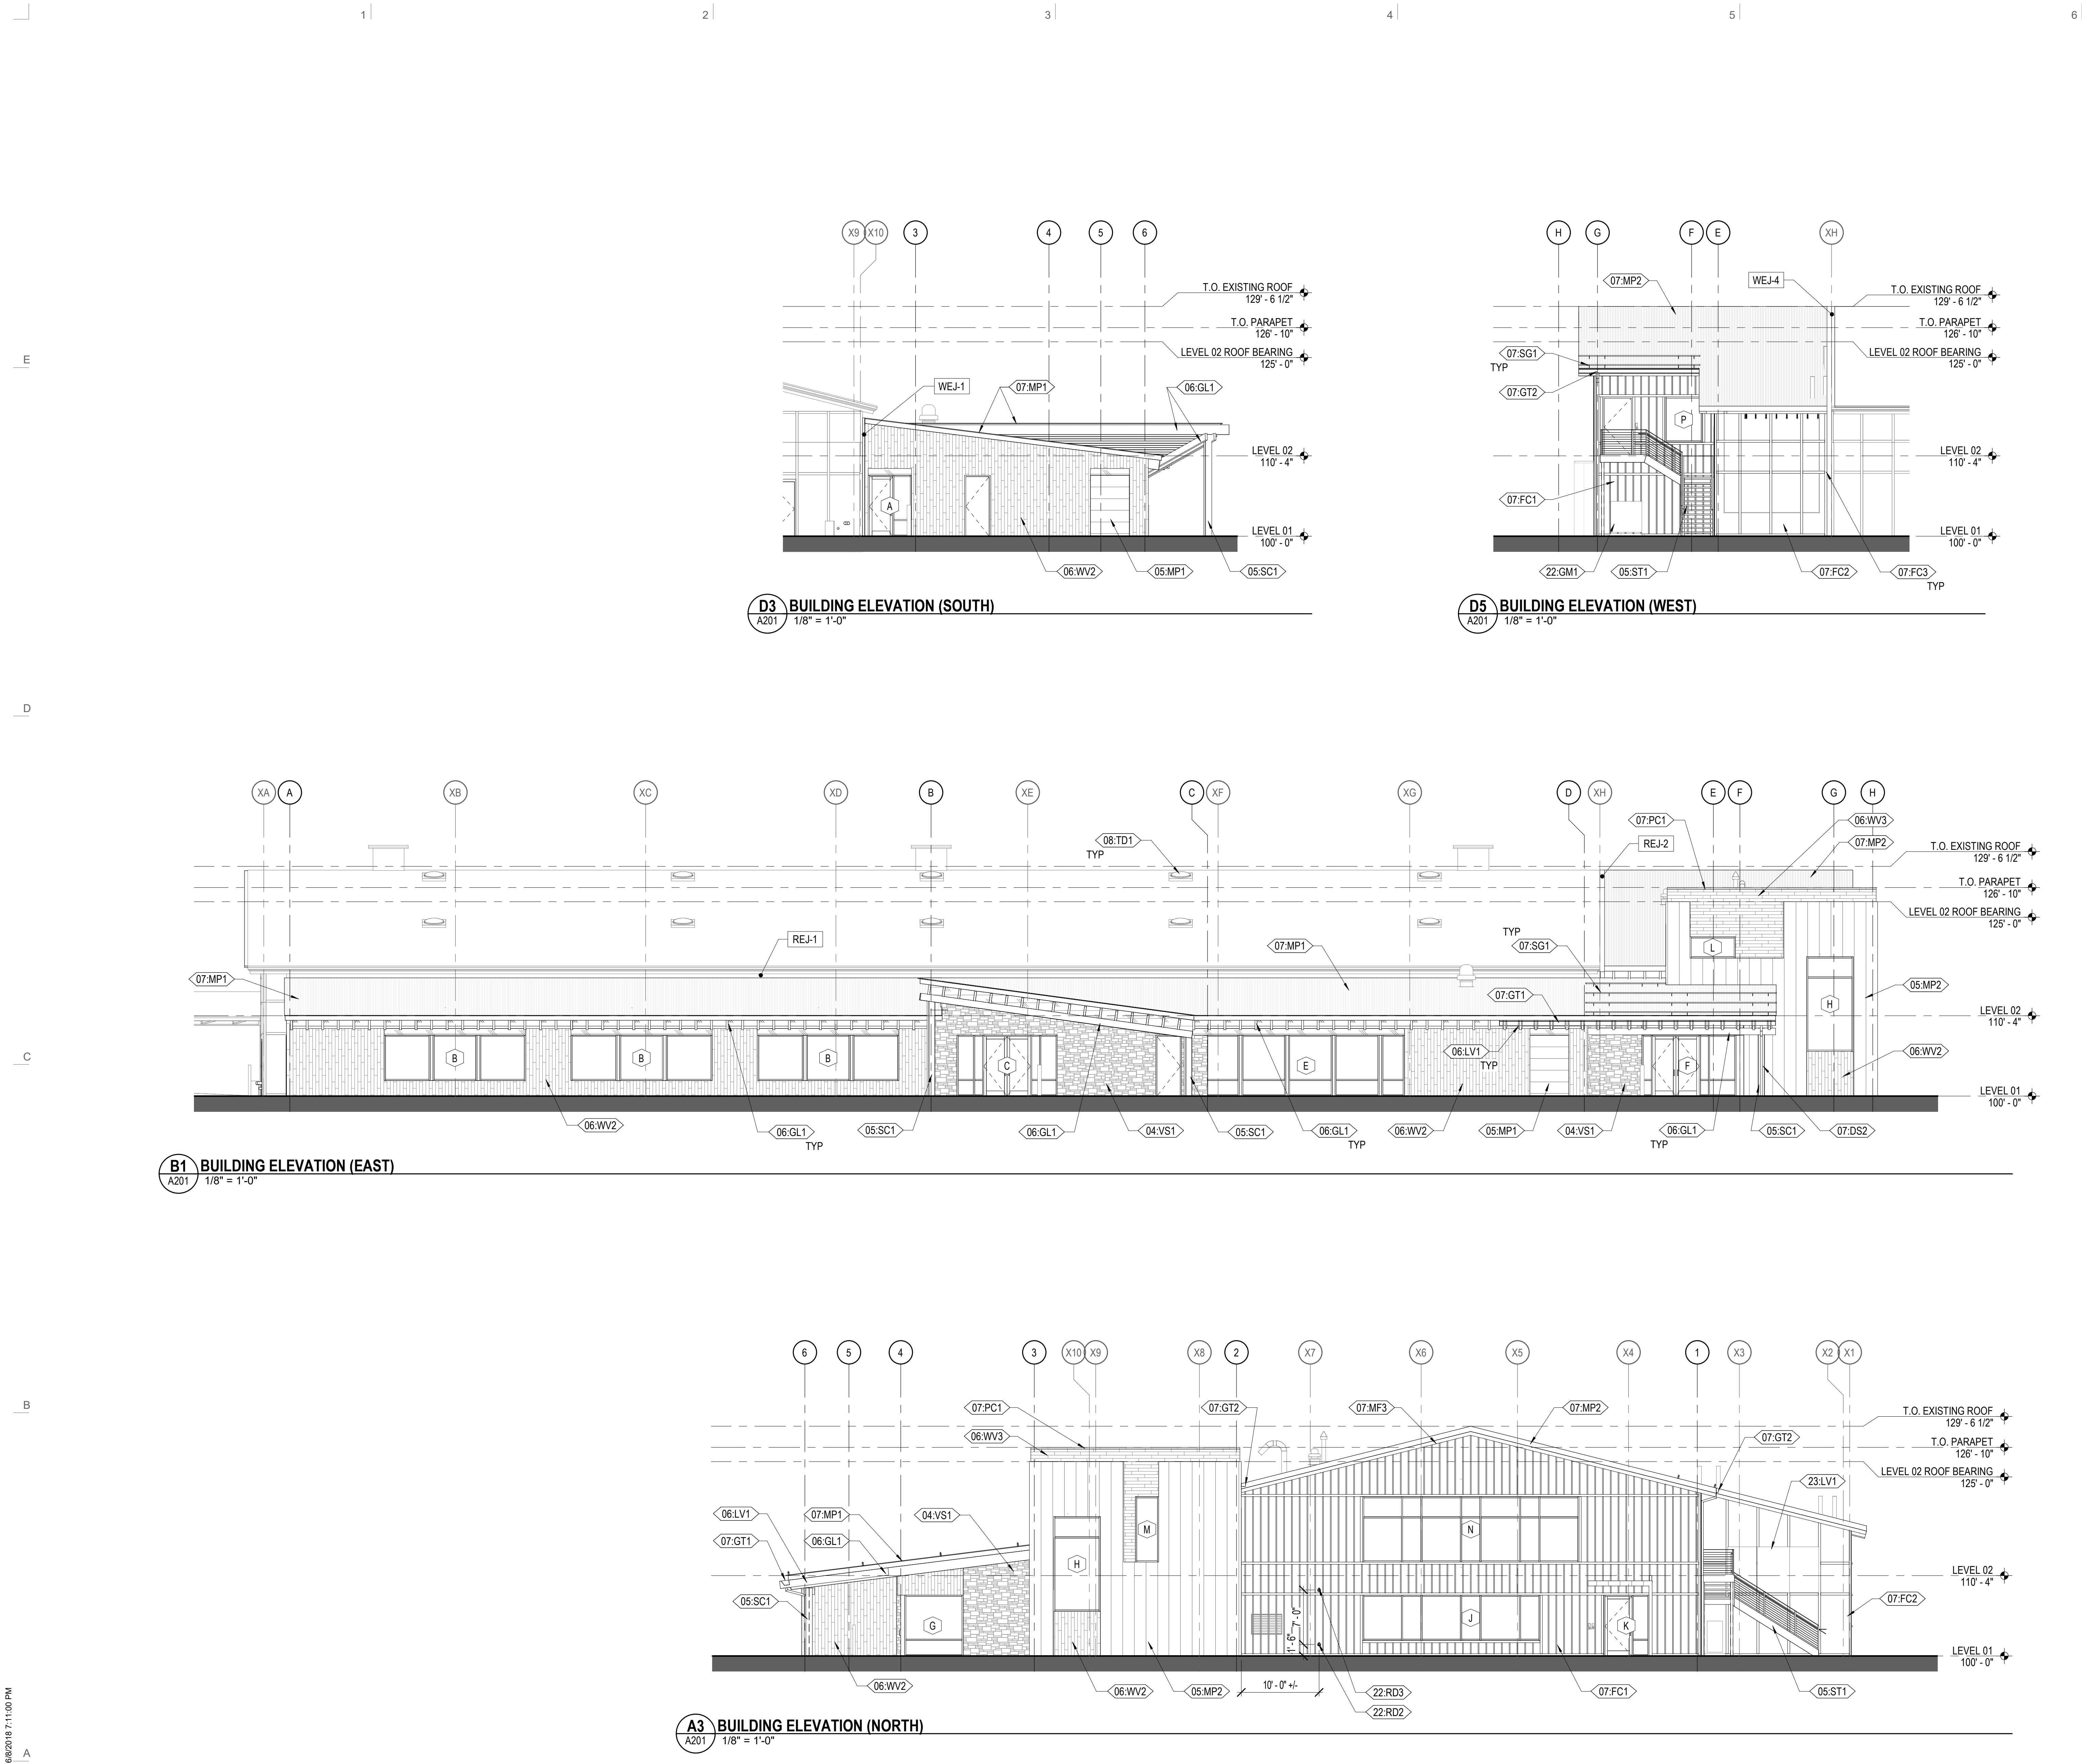 1
2
3
4
5
6
X9
X10
3
4
5
6
T.O. EXISTING ROOF
129' - 6 1/2"
T.O. PARAPET
126' - 10"
LEVEL 02 ROOF BEARING
125' - 0"
WEJ-1
07:MP1
06:GL1
LEVEL 02
110' - 4"
A
LEVEL 01
100' - 0"
06:WV2
05:MP1
05:SC1
D3
A201
BUILDING ELEVATION (SOUTH)
1/8" = 1'-0"
H
G
F
E
XH
07:MP2
WEJ-4
T.O. EXISTING ROOF
129' - 6 1/2"
T.O. PARAPET
126' - 10"
07:SG1
TYP
LEVEL 02 ROOF BEARING
125' - 0"
07:GT2
P
LEVEL 02
110' - 4"
07:FC1
LEVEL 01
100' - 0"
22:GM1
05:ST1
07:FC2
07:FC3
TYP
D5
A201
BUILDING ELEVATION (WEST)
1/8" = 1'-0"
E
D
XA
A
XB
XC
XD
B
XE
C
XF
XG
D
XH
E
F
G
H
08:TD1
TYP
07:PC1
REJ-2
06:WV3
07:MP2
T.O. EXISTING ROOF
129' - 6 1/2"
T.O. PARAPET
126' - 10"
LEVEL 02 ROOF BEARING
125' - 0"
REJ-1
07:MP1
TYP
07:SG1
L
07:MP1
07:GT1
H
05:MP2
LEVEL 02
110' - 4"
B
B
B
C
E
06:LV1
TYP
F
06:WV2
LEVEL 01
100' - 0"
06:WV2
06:GL1
TYP
05:SC1
06:GL1
04:VS1
05:SC1
06:GL1
TYP
06:WV2
05:MP1
04:VS1
06:GL1
TYP
05:SC1
07:DS2
B1
A201
BUILDING ELEVATION (EAST)
1/8" = 1'-0"
C
B
6
5
4
3
X10
X9
X8
2
X7
X6
X5
X4
1
X3
X2
X1
07:PC1
07:GT2
07:MF3
07:MP2
06:WV3
07:GT2
T.O. EXISTING ROOF
129' - 6 1/2"
T.O. PARAPET
126' - 10"
LEVEL 02 ROOF BEARING
125' - 0"
23:LV1
06:LV1
07:MP1
04:VS1
07:GT1
06:GL1
M
N
H
LEVEL 02
110' - 4"
05:SC1
07:FC2
G
7' - 0"
1' - 6"
J
K
LEVEL 01
100' - 0"
06:WV2
06:WV2
05:MP2
10' - 0" +/-
22:RD3
22:RD2
07:FC1
05:ST1
A3
A201
BUILDING ELEVATION (NORTH)
1/8" = 1'-0"
A
6/8/2018 7:11:00 PM